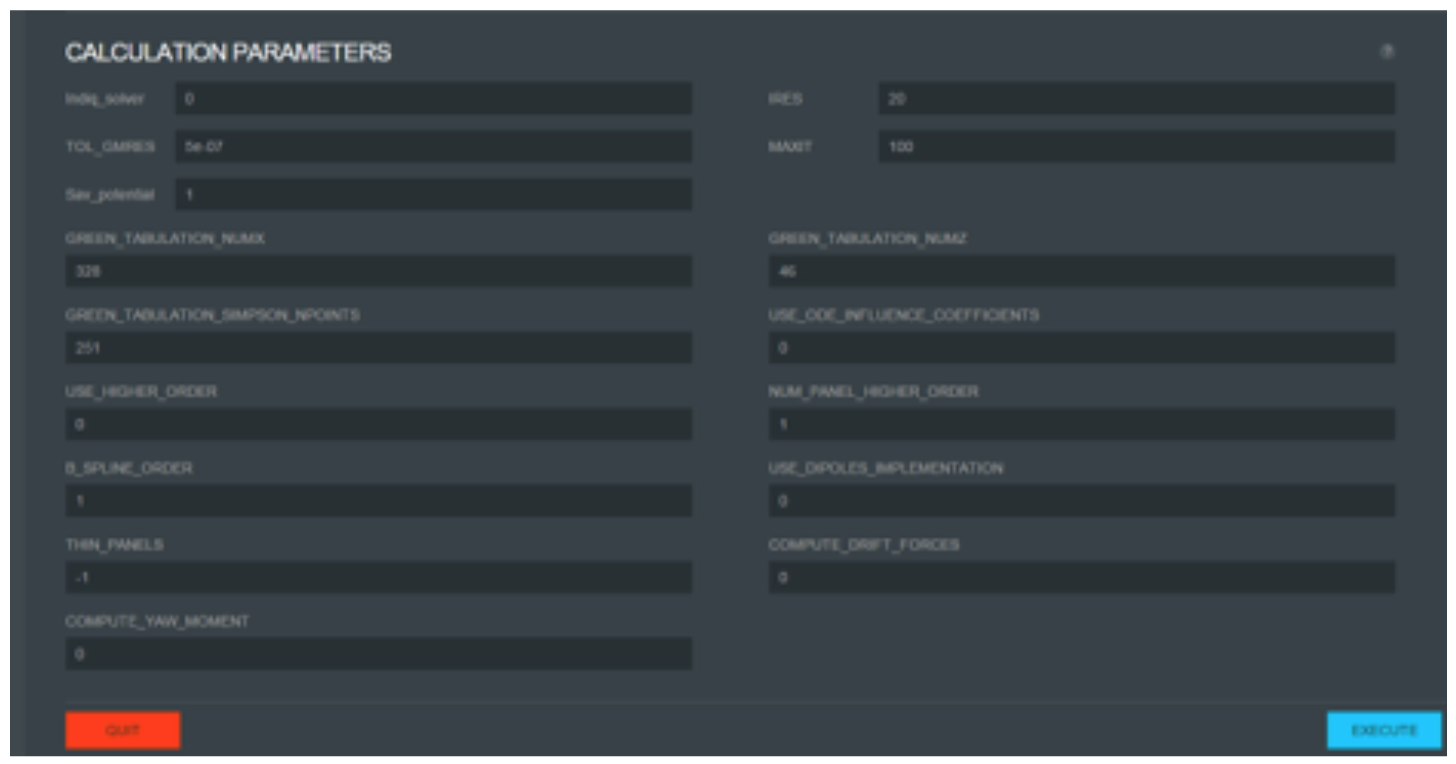 CALCULATION PARAMETERS ?
Indiq_solver 0 IRES 20
TOL_GMRES 5e-07 MAXIT 100
Sav_potential 1
GREEN_TABULATION_NUMX GREEN_TABULATION_NUMZ
328 46
GREEN_TABULATION_SIMPSON_NPOINTS USE_ODE_INFLUENCE_COEFFICIENTS
251 0
USE_HIGHER_ORDER NUM_PANEL_HIGHER_ORDER
0 1
B_SPLINE_ORDER USE_DIPOLES_IMPLEMENTATION
1 0
THIN_PANELS COMPUTE_DRIFT_FORCES
-1 0
COMPUTE_YAW_MOMENT
0
QUIT EXECUTE